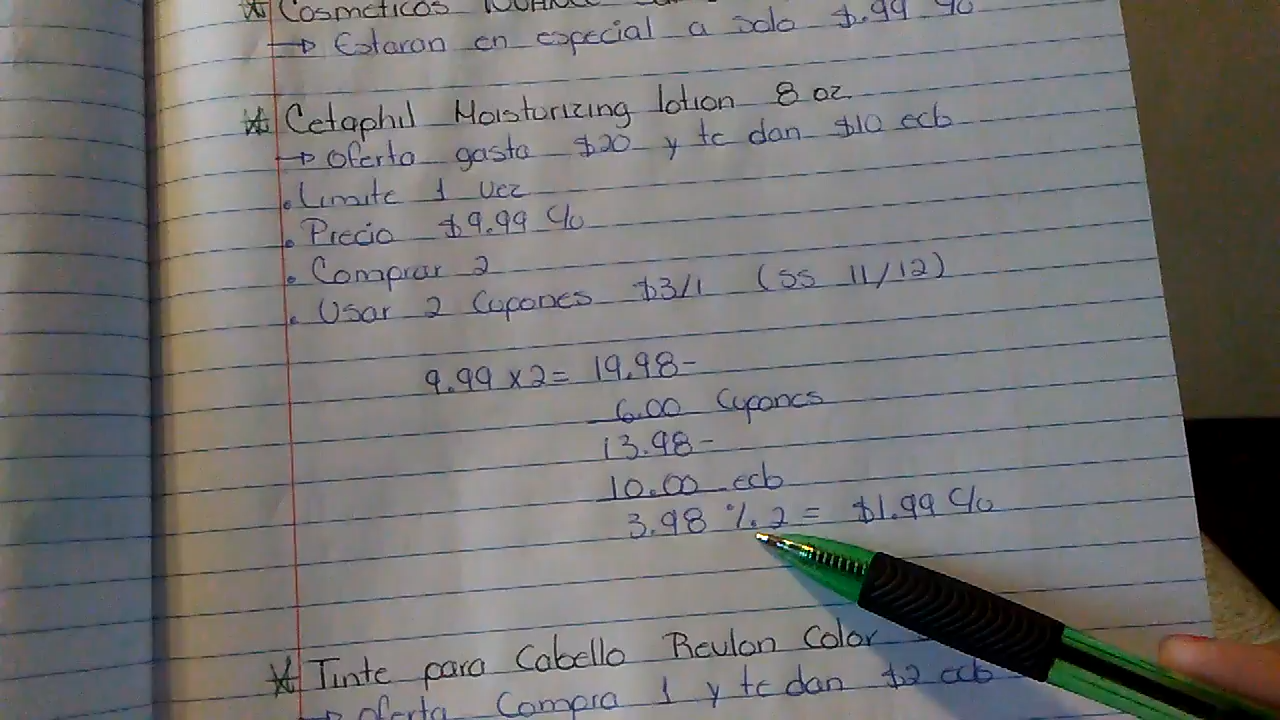 * Cosmeticos
→ Estaran en especial a solo $.99 c/u
* Cetaphil Moisturizing lotion 8 oz
→ oferta gasta $20 y te dan $10 ecb
. Limite 1 vez
. Precio $9.99 c/u
. Comprar 2
. Usar 2 Cupones $3/1 (SS 11/12)
9.99 x 2 = 19.98-
6.00 Cupones
13.98-
10.00 ecb
3.98 % 2 = $1.99 c/u
* Tinte para Cabello Revlon Color
→ oferta Compra 1 y te dan $2 ecb